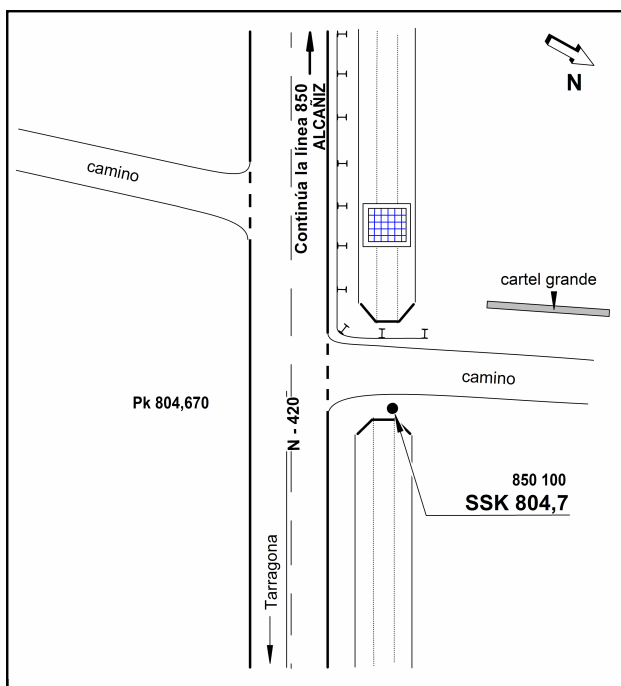 N
Continúa la línea 850
ALCAÑIZ
camino
cartel grande
camino
Pk 804,670
N - 420
850 100
SSK 804,7
Tarragona